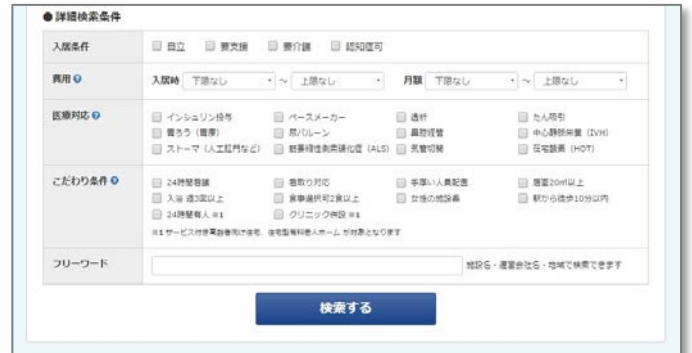 ●詳細検索条件
入居条件 自立 要支援 要介護 認知症可
費用 入居時 下限なし ～ 上限なし 月額 下限なし ～ 上限なし
医療対応 インシュリン投与 ペースメーカー 透析 たん吸引
胃ろう（胃瘻） 尿バルーン 鼻腔経管 中心静脈栄養（IVH）
ストーマ（人工肛門など） 筋萎縮性側索硬化症（ALS） 気管切開 在宅酸素（HOT）
こだわり条件 24時間看護 看取り対応 手厚い人員配置 居室20㎡以上
入浴 週3回以上 食事選択可2食以上 女性の施設長 駅から徒歩10分以内
24時間有人 ※1 クリニック併設 ※1
※1 サービス付き高齢者向け住宅、住宅型有料老人ホーム が対象となります
フリーワード 施設名・運営会社名・地域で検索できます
検索する